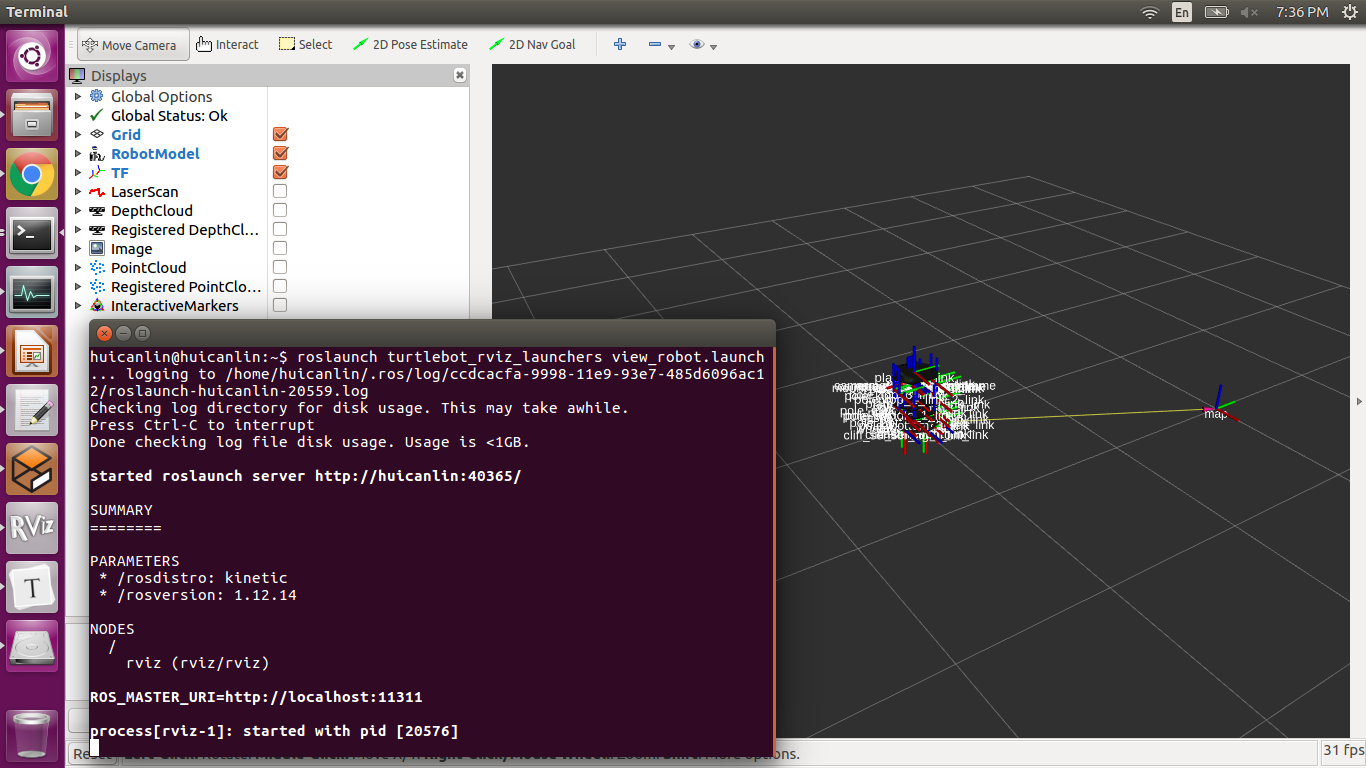 Terminal
En
7:36 PM
Move Camera
Interact
Select
2D Pose Estimate
2D Nav Goal
Displays
Global Options
Global Status: Ok
Grid
RobotModel
TF
LaserScan
DepthCloud
Registered DepthCl...
Image
PointCloud
Registered PointClo...
InteractiveMarkers
huicanlin@huicanlin:~$ roslaunch turtlebot_rviz_launchers view_robot.launch
... logging to /home/huicanlin/.ros/log/ccdcacfa-9998-11e9-93e7-485d6096ac1
2/roslaunch-huicanlin-20559.log
Checking log directory for disk usage. This may take awhile.
Press Ctrl-C to interrupt
Done checking log file disk usage. Usage is <1GB.
started roslaunch server http://huicanlin:40365/
SUMMARY
========
PARAMETERS
* /rosdistro: kinetic
* /rosversion: 1.12.14
NODES
/
rviz (rviz/rviz)
ROS_MASTER_URI=http://localhost:11311
process[rviz-1]: started with pid [20576]
map
RViz
T
more options.
31 fps